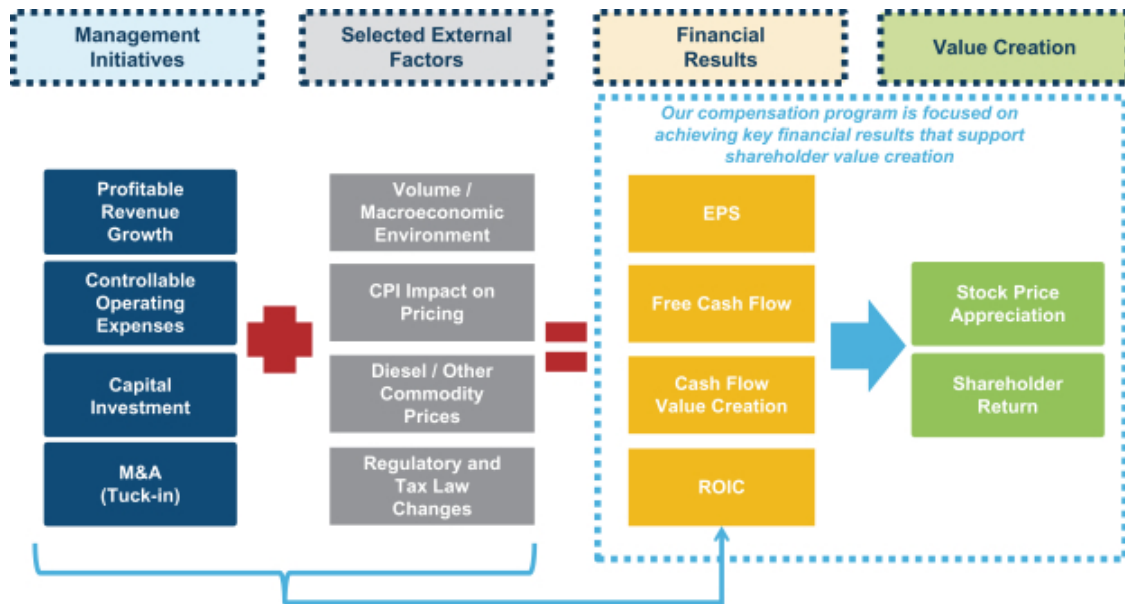 Management
Initiatives
Selected External
Factors
Financial
Results
Value Creation
Our compensation program is focused on
achieving key financial results that support
shareholder value creation
Profitable
Revenue
Growth
Controllable
Operating
Expenses
Capital
Investment
M&A
(Tuck-in)
Volume /
Macroeconomic
Environment
CPI Impact on
Pricing
Diesel / Other
Commodity
Prices
Regulatory and
Tax Law
Changes
EPS
Free Cash Flow
Cash Flow
Value Creation
ROIC
Stock Price
Appreciation
Shareholder
Return